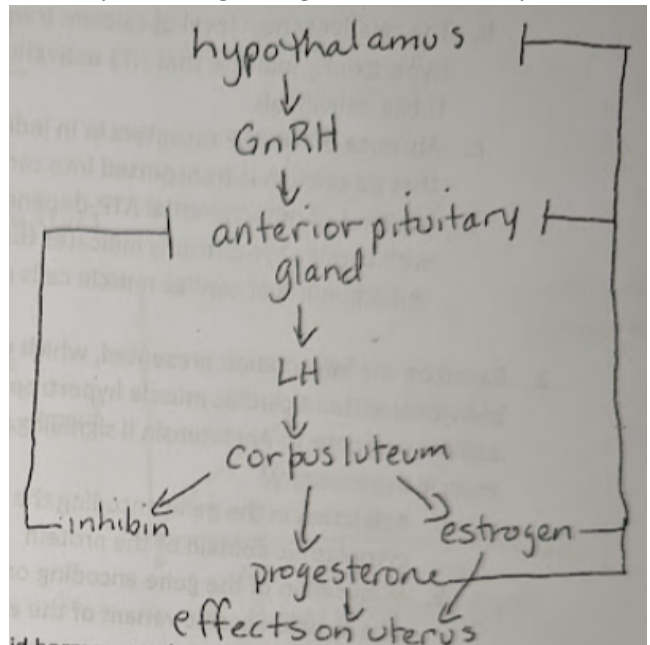 hypothalamus
GnRH
anterior pituitary
gland
LH
corpus luteum
inhibin
estrogen
progesterone
effects on uterus